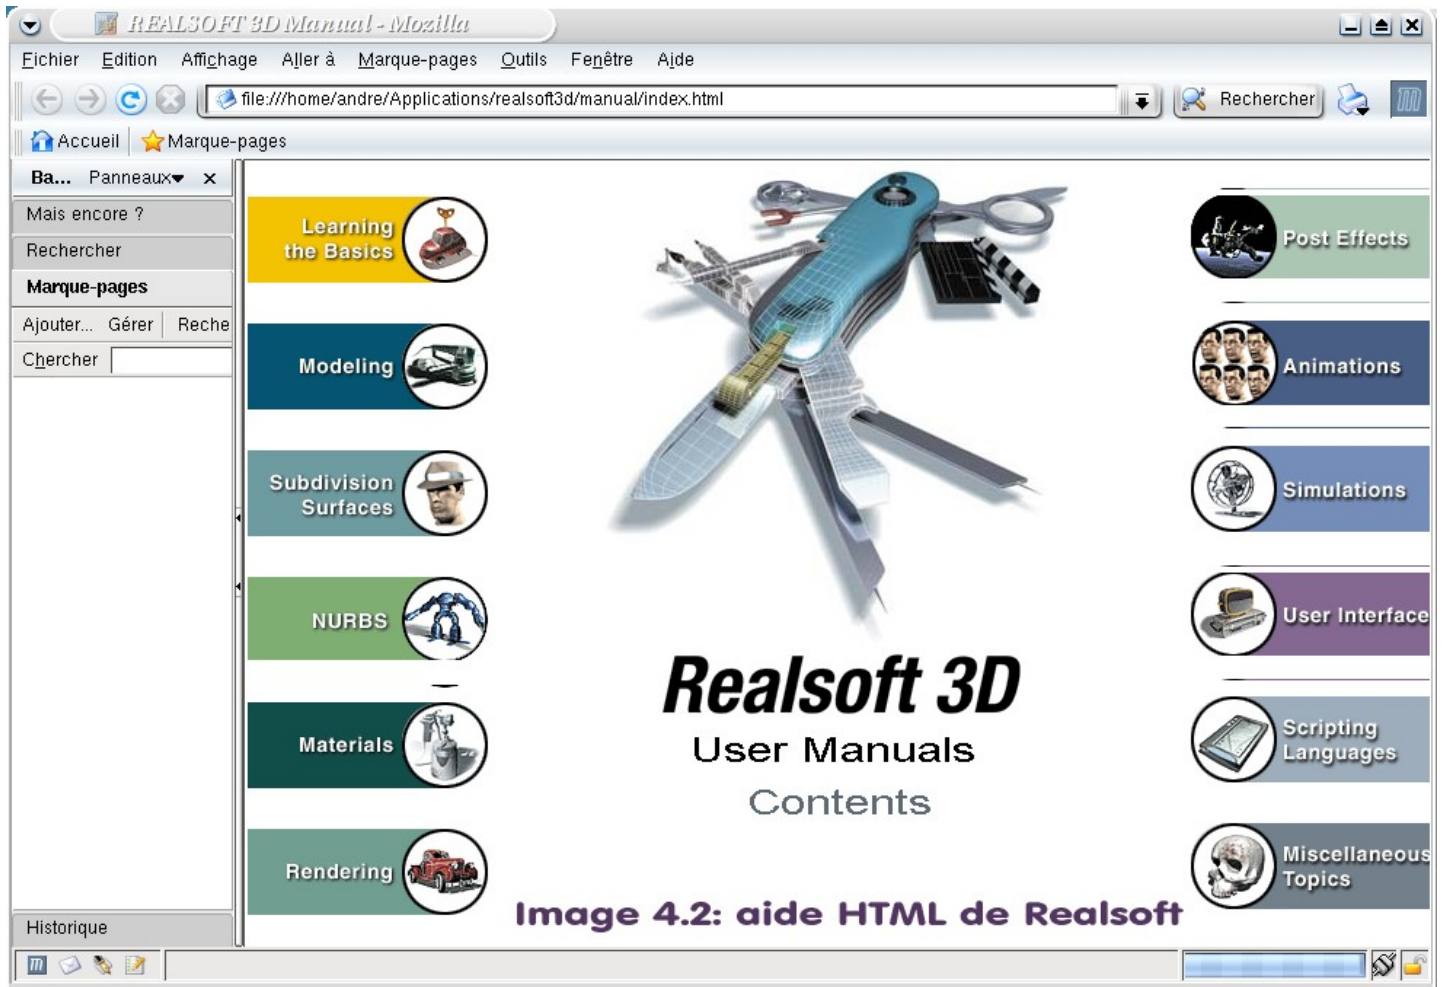 REALSOFT 3D Manual - Mozilla
Fichier Edition Affichage Aller à Marque-pages Outils Fenêtre Aide
file:///home/andre/Applications/realsoft3d/manual/index.html
Rechercher
Accueil Marque-pages
Ba... Panneaux x
Mais encore ?
Rechercher
Marque-pages
Ajouter... Gérer Reche
Chercher
Historique
Learning
the Basics
Modeling
Subdivision
Surfaces
NURBS
Materials
Rendering
Realsoft 3D
User Manuals
Contents
Post Effects
Animations
Simulations
User Interface
Scripting
Languages
Miscellaneous
Topics
Image 4.2: aide HTML de Realsoft